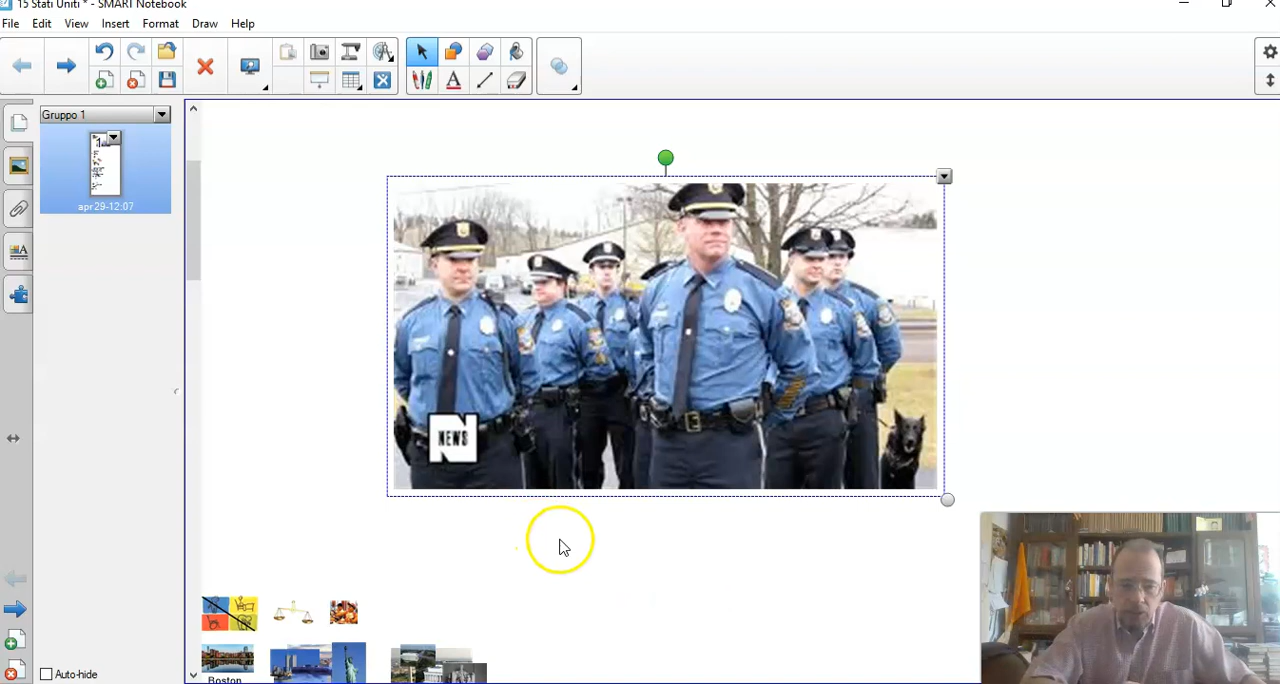 15 Stati Uniti * - SMART Notebook
File Edit View Insert Format Draw Help
Gruppo 1
1
apr29-12:07
N
NEWS
Boston
Auto-hide